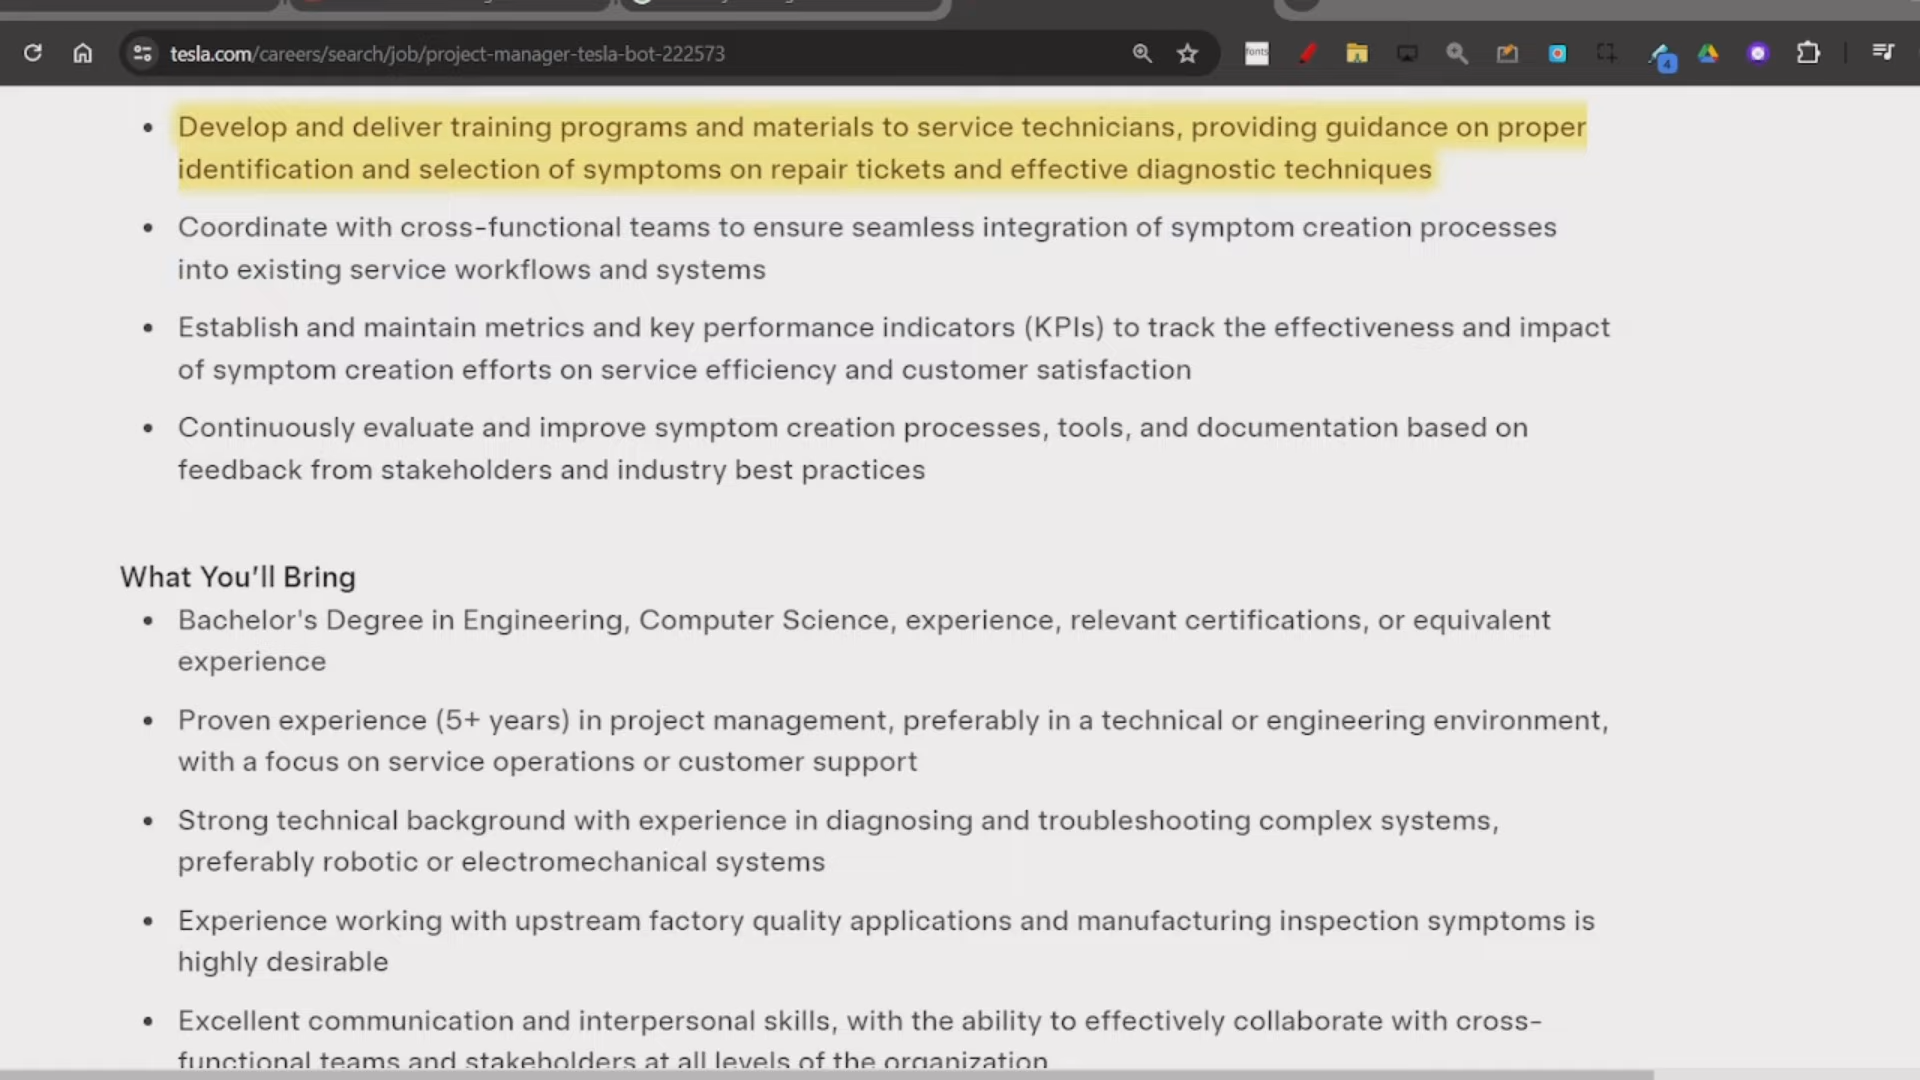 tesla.com/careers/search/job/project-manager-tesla-bot-222573
fonts
4
Develop and deliver training programs and materials to service technicians, providing guidance on proper
identification and selection of symptoms on repair tickets and effective diagnostic techniques
Coordinate with cross-functional teams to ensure seamless integration of symptom creation processes
into existing service workflows and systems
Establish and maintain metrics and key performance indicators (KPIs) to track the effectiveness and impact
of symptom creation efforts on service efficiency and customer satisfaction
Continuously evaluate and improve symptom creation processes, tools, and documentation based on
feedback from stakeholders and industry best practices
What You’ll Bring
Bachelor's Degree in Engineering, Computer Science, experience, relevant certifications, or equivalent
experience
Proven experience (5+ years) in project management, preferably in a technical or engineering environment,
with a focus on service operations or customer support
Strong technical background with experience in diagnosing and troubleshooting complex systems,
preferably robotic or electromechanical systems
Experience working with upstream factory quality applications and manufacturing inspection symptoms is
highly desirable
Excellent communication and interpersonal skills, with the ability to effectively collaborate with cross-
functional teams and stakeholders at all levels of the organization